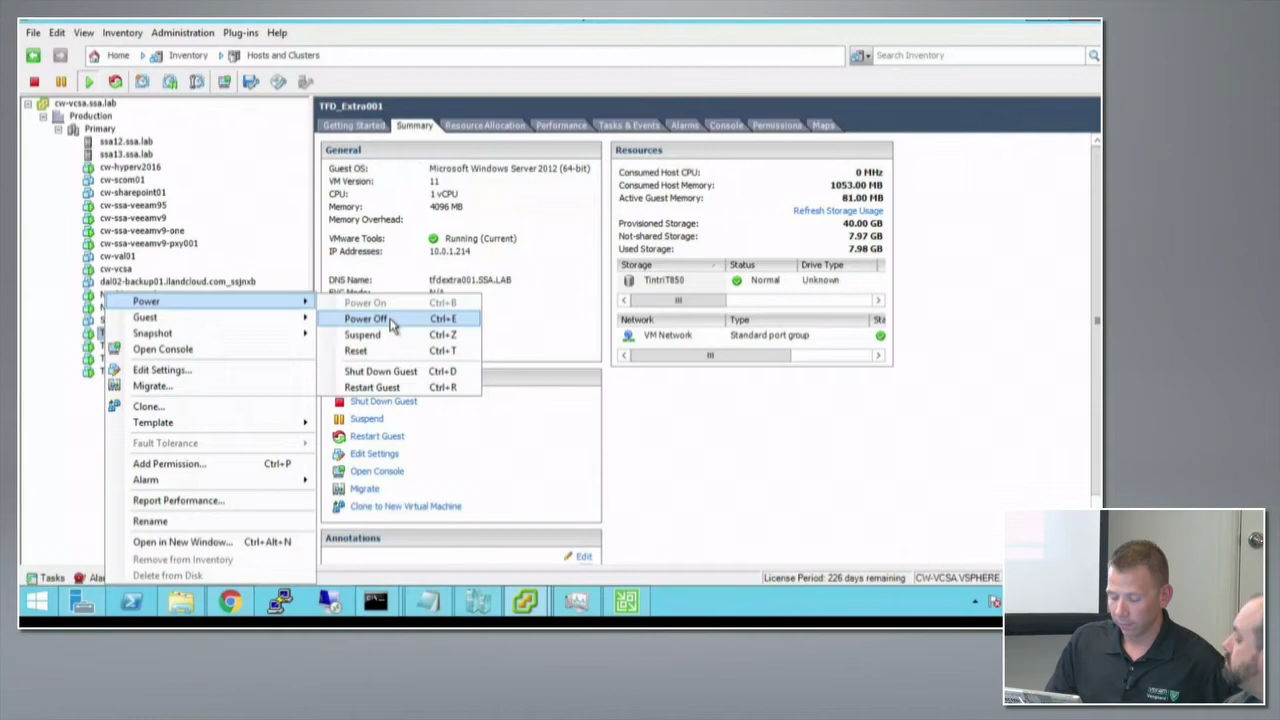 File Edit View Inventory Administration Plug-ins Help
Home Inventory Hosts and Clusters
Search Inventory
cw-vcsa.ssa.lab
Production
Primary
ssa12.ssa.lab
ssa13.ssa.lab
cw-hyperv2016
cw-scom01
cw-sharepoint01
cw-ssa-veeam95
cw-ssa-veeamv9
cw-ssa-veeamv9-one
cw-ssa-veeamv9-pxy001
cw-val01
cw-vcsa
dal02-backup01.ilandcloud.com_ssjnxb
Power
Guest
Snapshot
Open Console
Edit Settings...
Migrate...
Clone...
Template
Fault Tolerance
Add Permission... Ctrl+P
Alarm
Report Performance...
Rename
Open in New Window... Ctrl+Alt+N
Remove from Inventory
Delete from Disk
Power On Ctrl+B
Power Off Ctrl+E
Suspend Ctrl+Z
Reset Ctrl+T
Shut Down Guest Ctrl+D
Restart Guest Ctrl+R
TFD_Extra001
Getting Started Summary Resource Allocation Performance Tasks & Events Alarms Console Permissions Maps
General
Guest OS: Microsoft Windows Server 2012 (64-bit)
VM Version: 11
CPU: 1 vCPU
Memory: 4096 MB
Memory Overhead:
VMware Tools: Running (Current)
IP Addresses: 10.0.1.214
DNS Name: tfdextra001.SSA.LAB
Shut Down Guest
Suspend
Restart Guest
Edit Settings
Open Console
Migrate
Clone to New Virtual Machine
Annotations
Edit
Resources
Consumed Host CPU: 0 MHz
Consumed Host Memory: 1053.00 MB
Active Guest Memory: 81.00 MB
Refresh Storage Usage
Provisioned Storage: 40.00 GB
Not-shared Storage: 7.97 GB
Used Storage: 7.98 GB
Storage Status Drive Type
TintriT850 Normal Unknown
Network Type Sta
VM Network Standard port group
Tasks Alar
License Period: 226 days remaining CW-VCSA.VSPHERE.
veeam
Vanguard